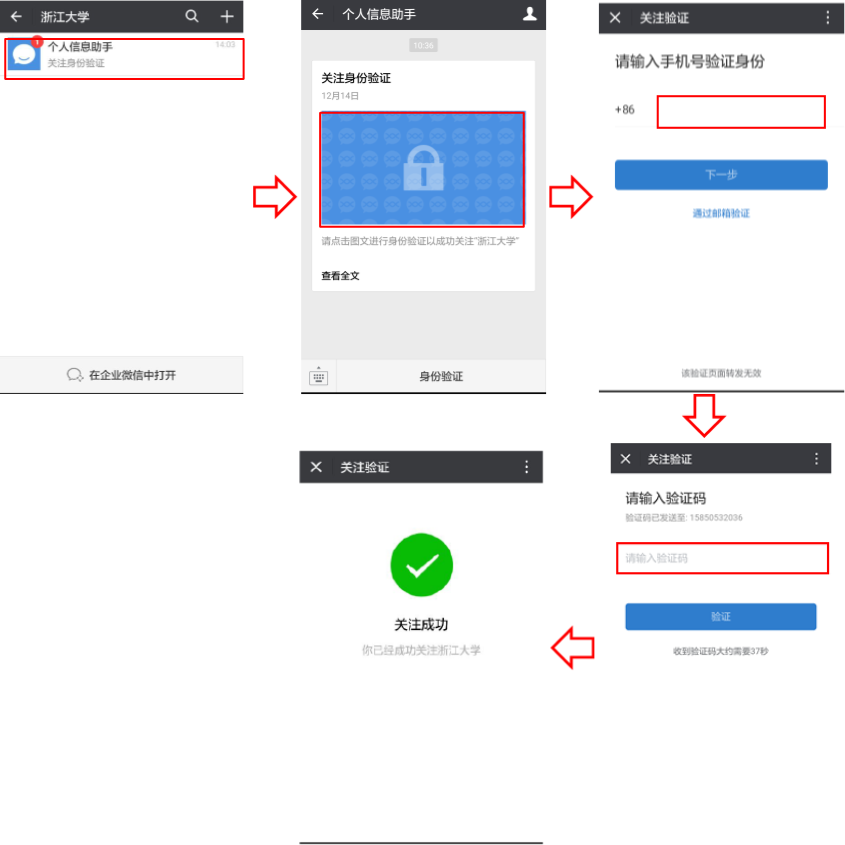 浙江大学
1
个人信息助手
14:03
关注身份验证
在企业微信中打开
个人信息助手
10:36
关注身份验证
12月14日
请点击图文进行身份验证以成功关注"浙江大学"
查看全文
身份验证
关注验证
请输入手机号验证身份
+86
下一步
通过邮箱验证
该验证页面转发无效
关注验证
请输入验证码
验证码已发送至: 15850532036
请输入验证码
验证
收到验证码大约需要37秒
关注验证
关注成功
你已经成功关注浙江大学